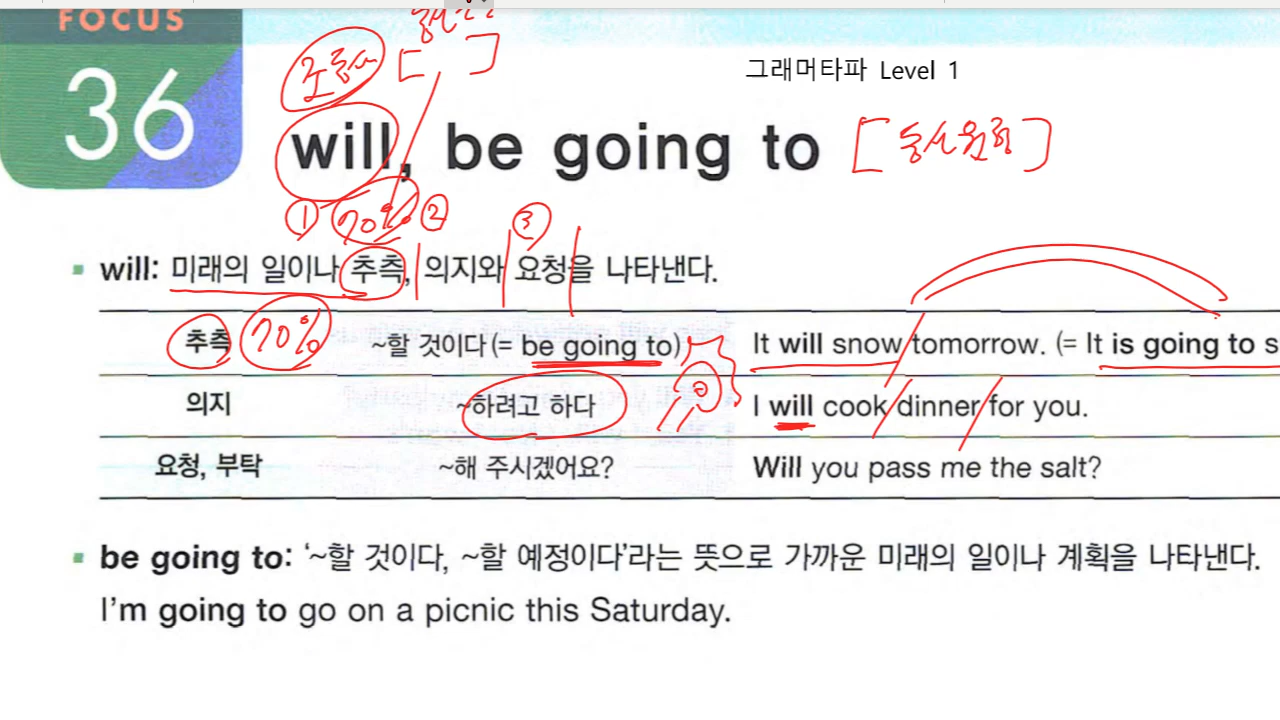 FOCUS
36
조동사
[ ]
그래머타파 Level 1
will, be going to [동사원형]
① 70% ② ③
will: 미래의 일이나 추측, 의지와 요청을 나타낸다.
추측 70% ~할 것이다 (= be going to) It will snow tomorrow. (= It is going to s
의지 ~하려고 하다 I will cook dinner for you.
요청, 부탁 ~해 주시겠어요? Will you pass me the salt?
be going to: ‘~할 것이다, ~할 예정이다’라는 뜻으로 가까운 미래의 일이나 계획을 나타낸다.
I’m going to go on a picnic this Saturday.